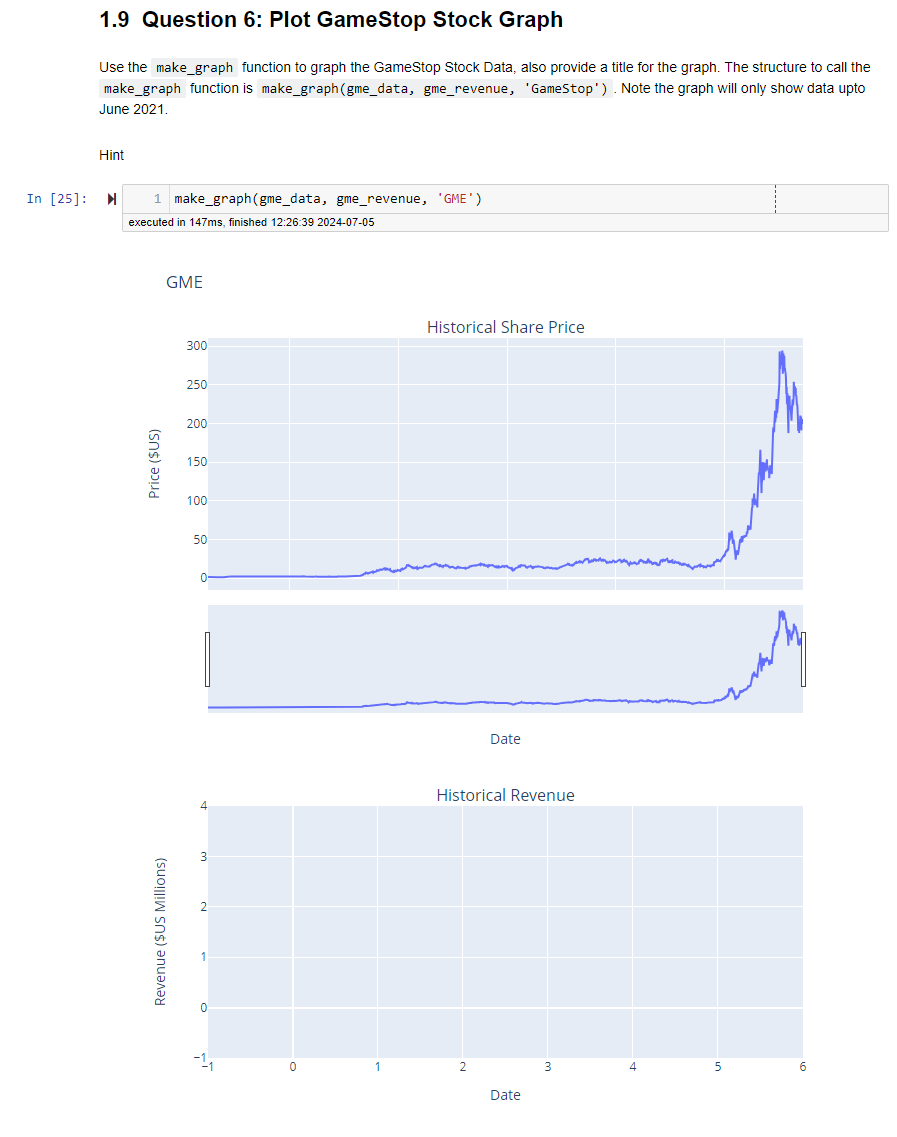 1.9 Question 6: Plot GameStop Stock Graph
Use the make_graph function to graph the GameStop Stock Data, also provide a title for the graph. The structure to call the
make_graph function is make_graph(gme_data, gme_revenue, 'GameStop') . Note the graph will only show data upto
June 2021.
Hint
In [25]:
1 make_graph(gme_data, gme_revenue, 'GME')
executed in 147ms, finished 12:26:39 2024-07-05
GME
Historical Share Price
300
250
200
150
100
50
0
Price ($US)
Date
Historical Revenue
4
3
2
1
0
−1
Revenue ($US Millions)
−1 0 1 2 3 4 5 6
Date